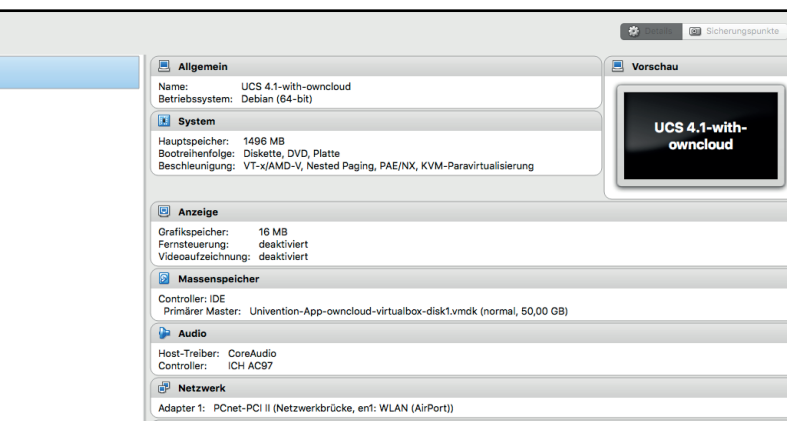 Details
Sicherungspunkte
Allgemein
Name: UCS 4.1-with-owncloud
Betriebssystem: Debian (64-bit)
Vorschau
UCS 4.1-with-
owncloud
System
Hauptspeicher: 1496 MB
Bootreihenfolge: Diskette, DVD, Platte
Beschleunigung: VT-x/AMD-V, Nested Paging, PAE/NX, KVM-Paravirtualisierung
Anzeige
Grafikspeicher: 16 MB
Fernsteuerung: deaktiviert
Videoaufzeichnung: deaktiviert
Massenspeicher
Controller: IDE
Primärer Master: Univention-App-owncloud-virtualbox-disk1.vmdk (normal, 50,00 GB)
Audio
Host-Treiber: CoreAudio
Controller: ICH AC97
Netzwerk
Adapter 1: PCnet-PCI II (Netzwerkbrücke, en1: WLAN (AirPort))